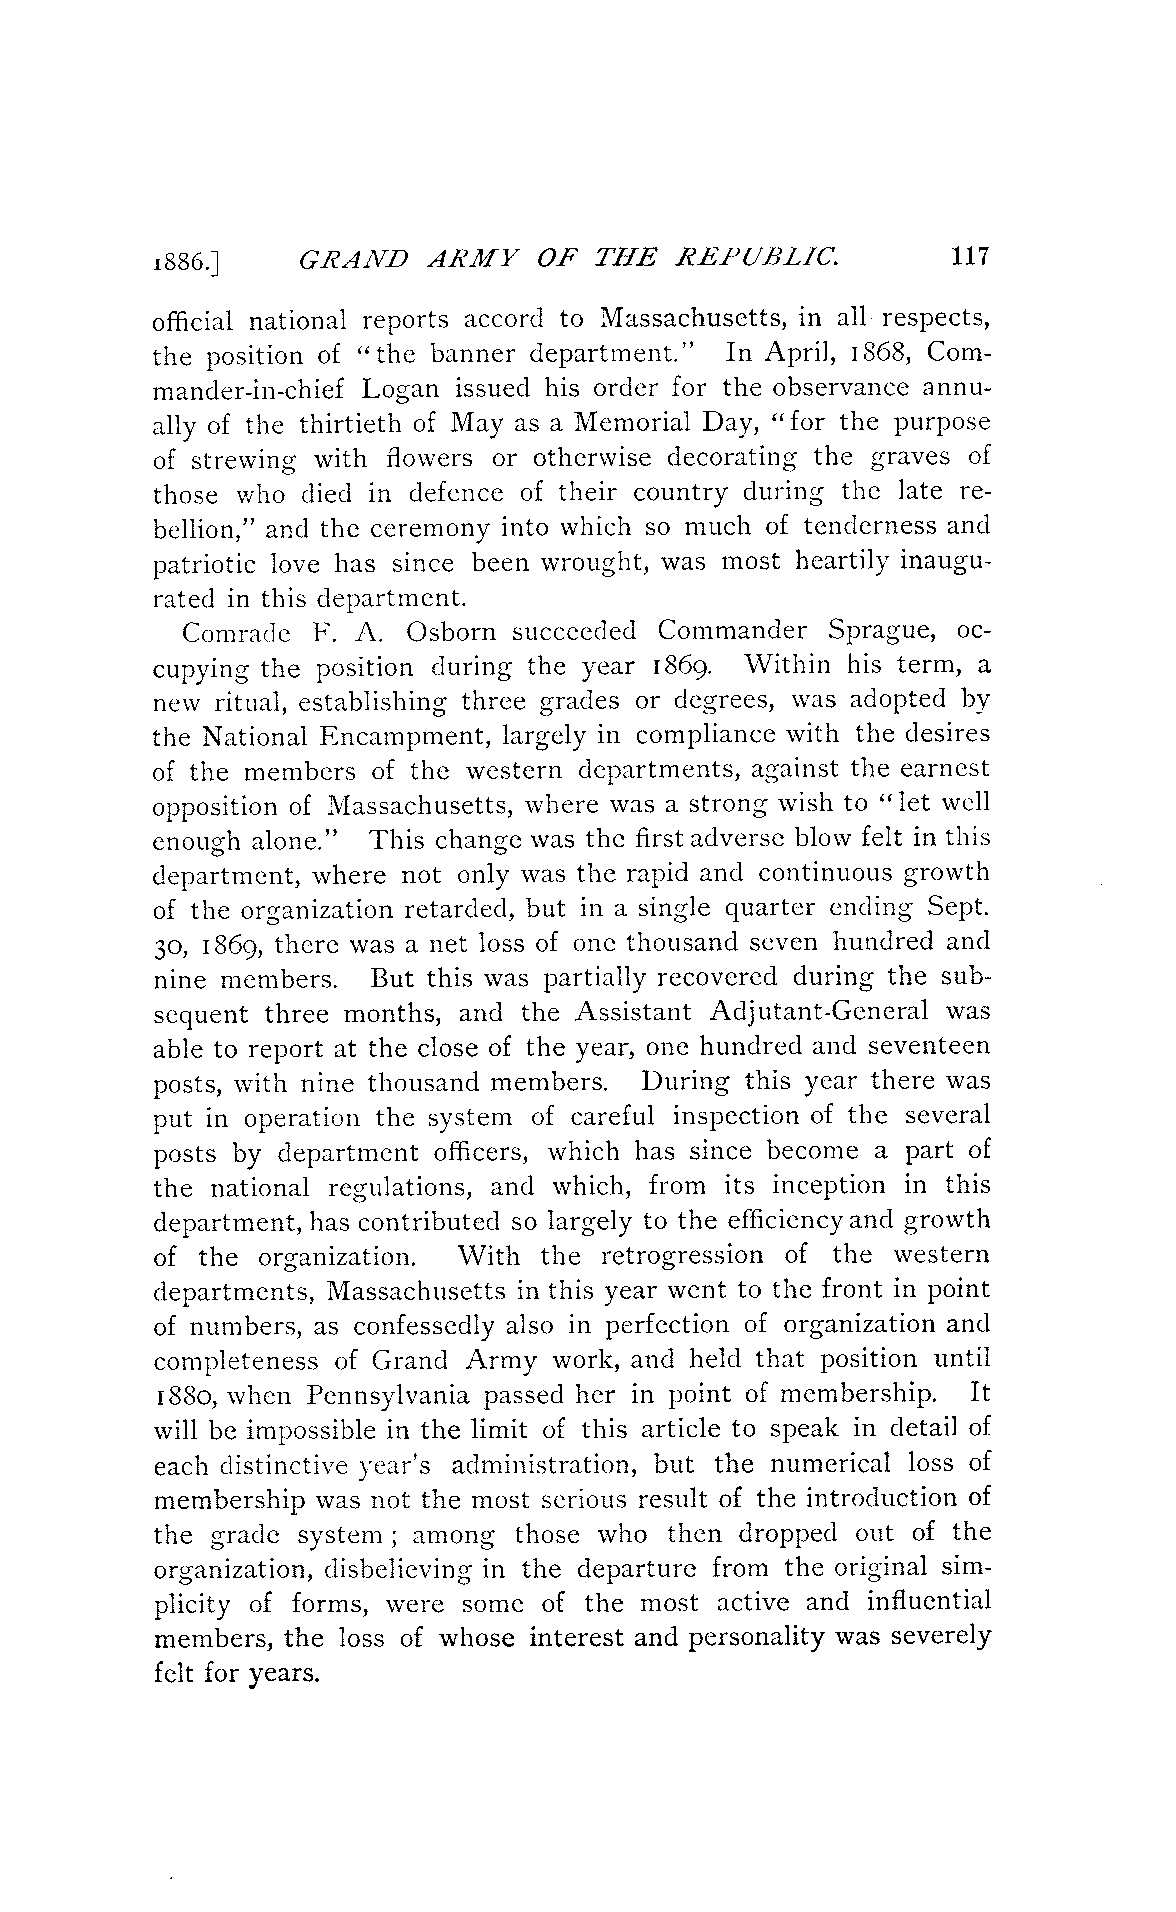 1886.] GRAND ARMY OF THE REPUBLIC. 117
official national reports accord to Massachusetts, in all respects,
the position of "the banner department." In April, 1868, Com-
mander-in-chief Logan issued his order for the observance annu-
ally of the thirtieth of May as a Memorial Day, "for the purpose
of strewing with flowers or otherwise decorating the graves of
those who died in defence of their country during the late re-
bellion," and the ceremony into which so much of tenderness and
patriotic love has since been wrought, was most heartily inaugu-
rated in this department.
Comrade F. A. Osborn succeeded Commander Sprague, oc-
cupying the position during the year 1869. Within his term, a
new ritual, establishing three grades or degrees, was adopted by
the National Encampment, largely in compliance with the desires
of the members of the western departments, against the earnest
opposition of Massachusetts, where was a strong wish to "let well
enough alone." This change was the first adverse blow felt in this
department, where not only was the rapid and continuous growth
of the organization retarded, but in a single quarter ending Sept.
30, 1869, there was a net loss of one thousand seven hundred and
nine members. But this was partially recovered during the sub-
sequent three months, and the Assistant Adjutant-General was
able to report at the close of the year, one hundred and seventeen
posts, with nine thousand members. During this year there was
put in operation the system of careful inspection of the several
posts by department officers, which has since become a part of
the national regulations, and which, from its inception in this
department, has contributed so largely to the efficiency and growth
of the organization. With the retrogression of the western
departments, Massachusetts in this year went to the front in point
of numbers, as confessedly also in perfection of organization and
completeness of Grand Army work, and held that position until
1880, when Pennsylvania passed her in point of membership. It
will be impossible in the limit of this article to speak in detail of
each distinctive year's administration, but the numerical loss of
membership was not the most serious result of the introduction of
the grade system; among those who then dropped out of the
organization, disbelieving in the departure from the original sim-
plicity of forms, were some of the most active and influential
members, the loss of whose interest and personality was severely
felt for years.